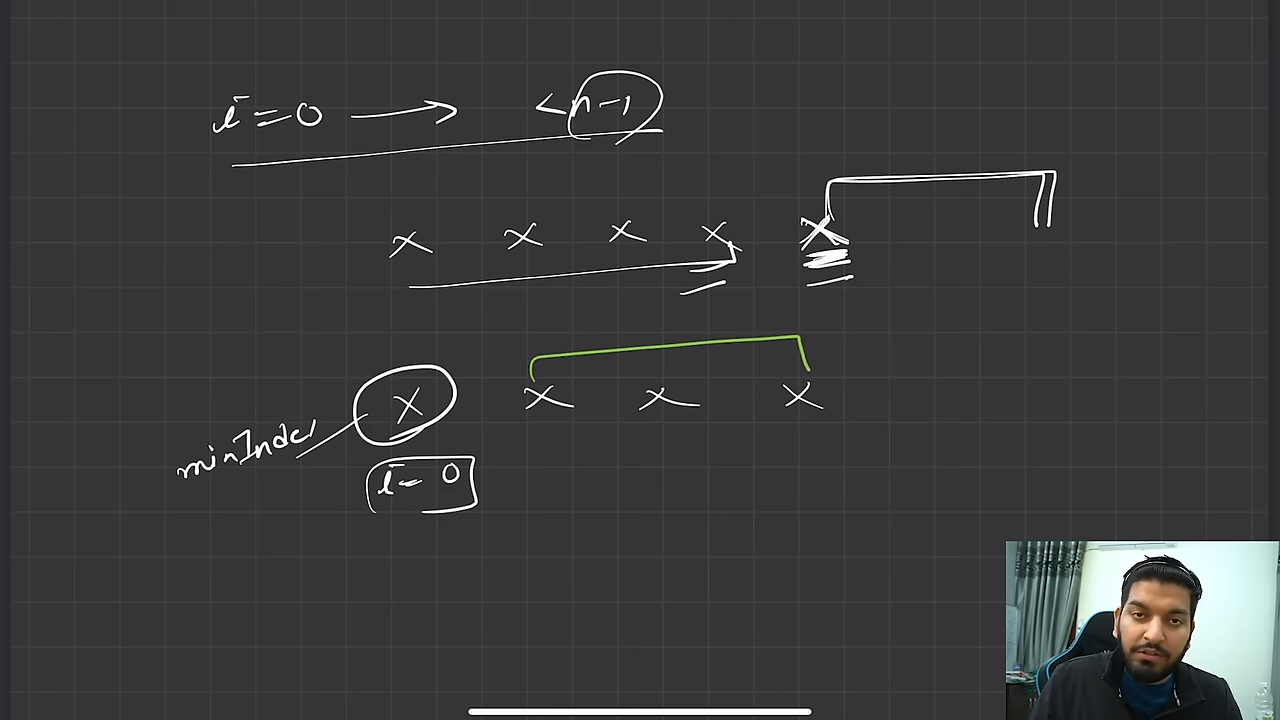 i=0 → <n-1
x x x x x
x x x x
minIndex
i=0